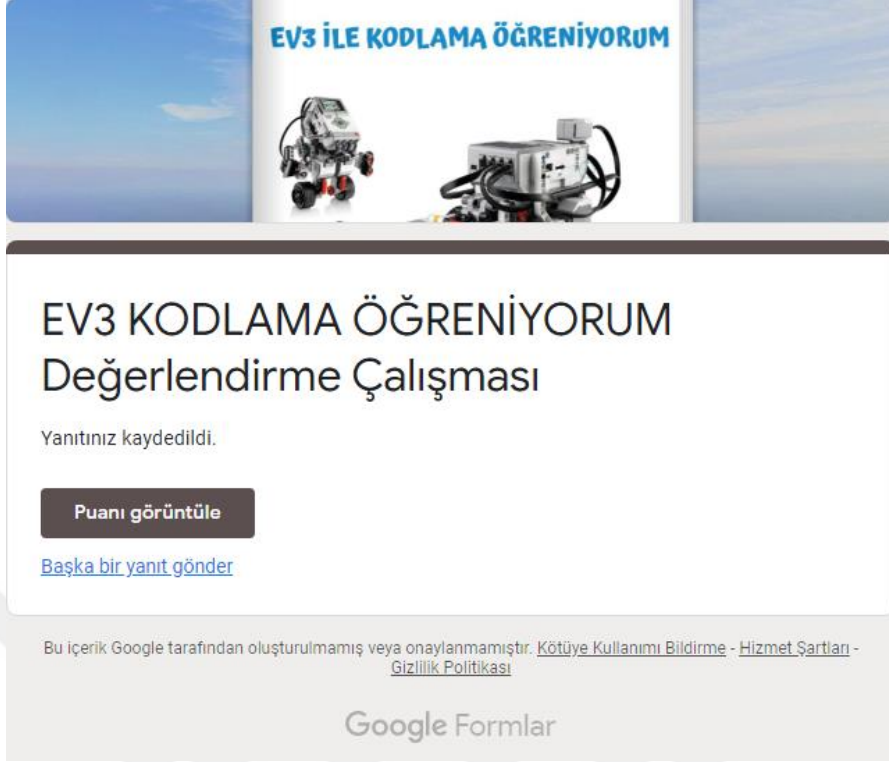 EV3 İLE KODLAMA ÖĞRENİYORUM
EV3 KODLAMA ÖĞRENİYORUM
Değerlendirme Çalışması
Yanıtınız kaydedildi.
Puanı görüntüle
Başka bir yanıt gönder
Bu içerik Google tarafından oluşturulmamış veya onaylanmamıştır. Kötüye Kullanımı Bildirme - Hizmet Şartları -
Gizlilik Politikası
Google Formlar